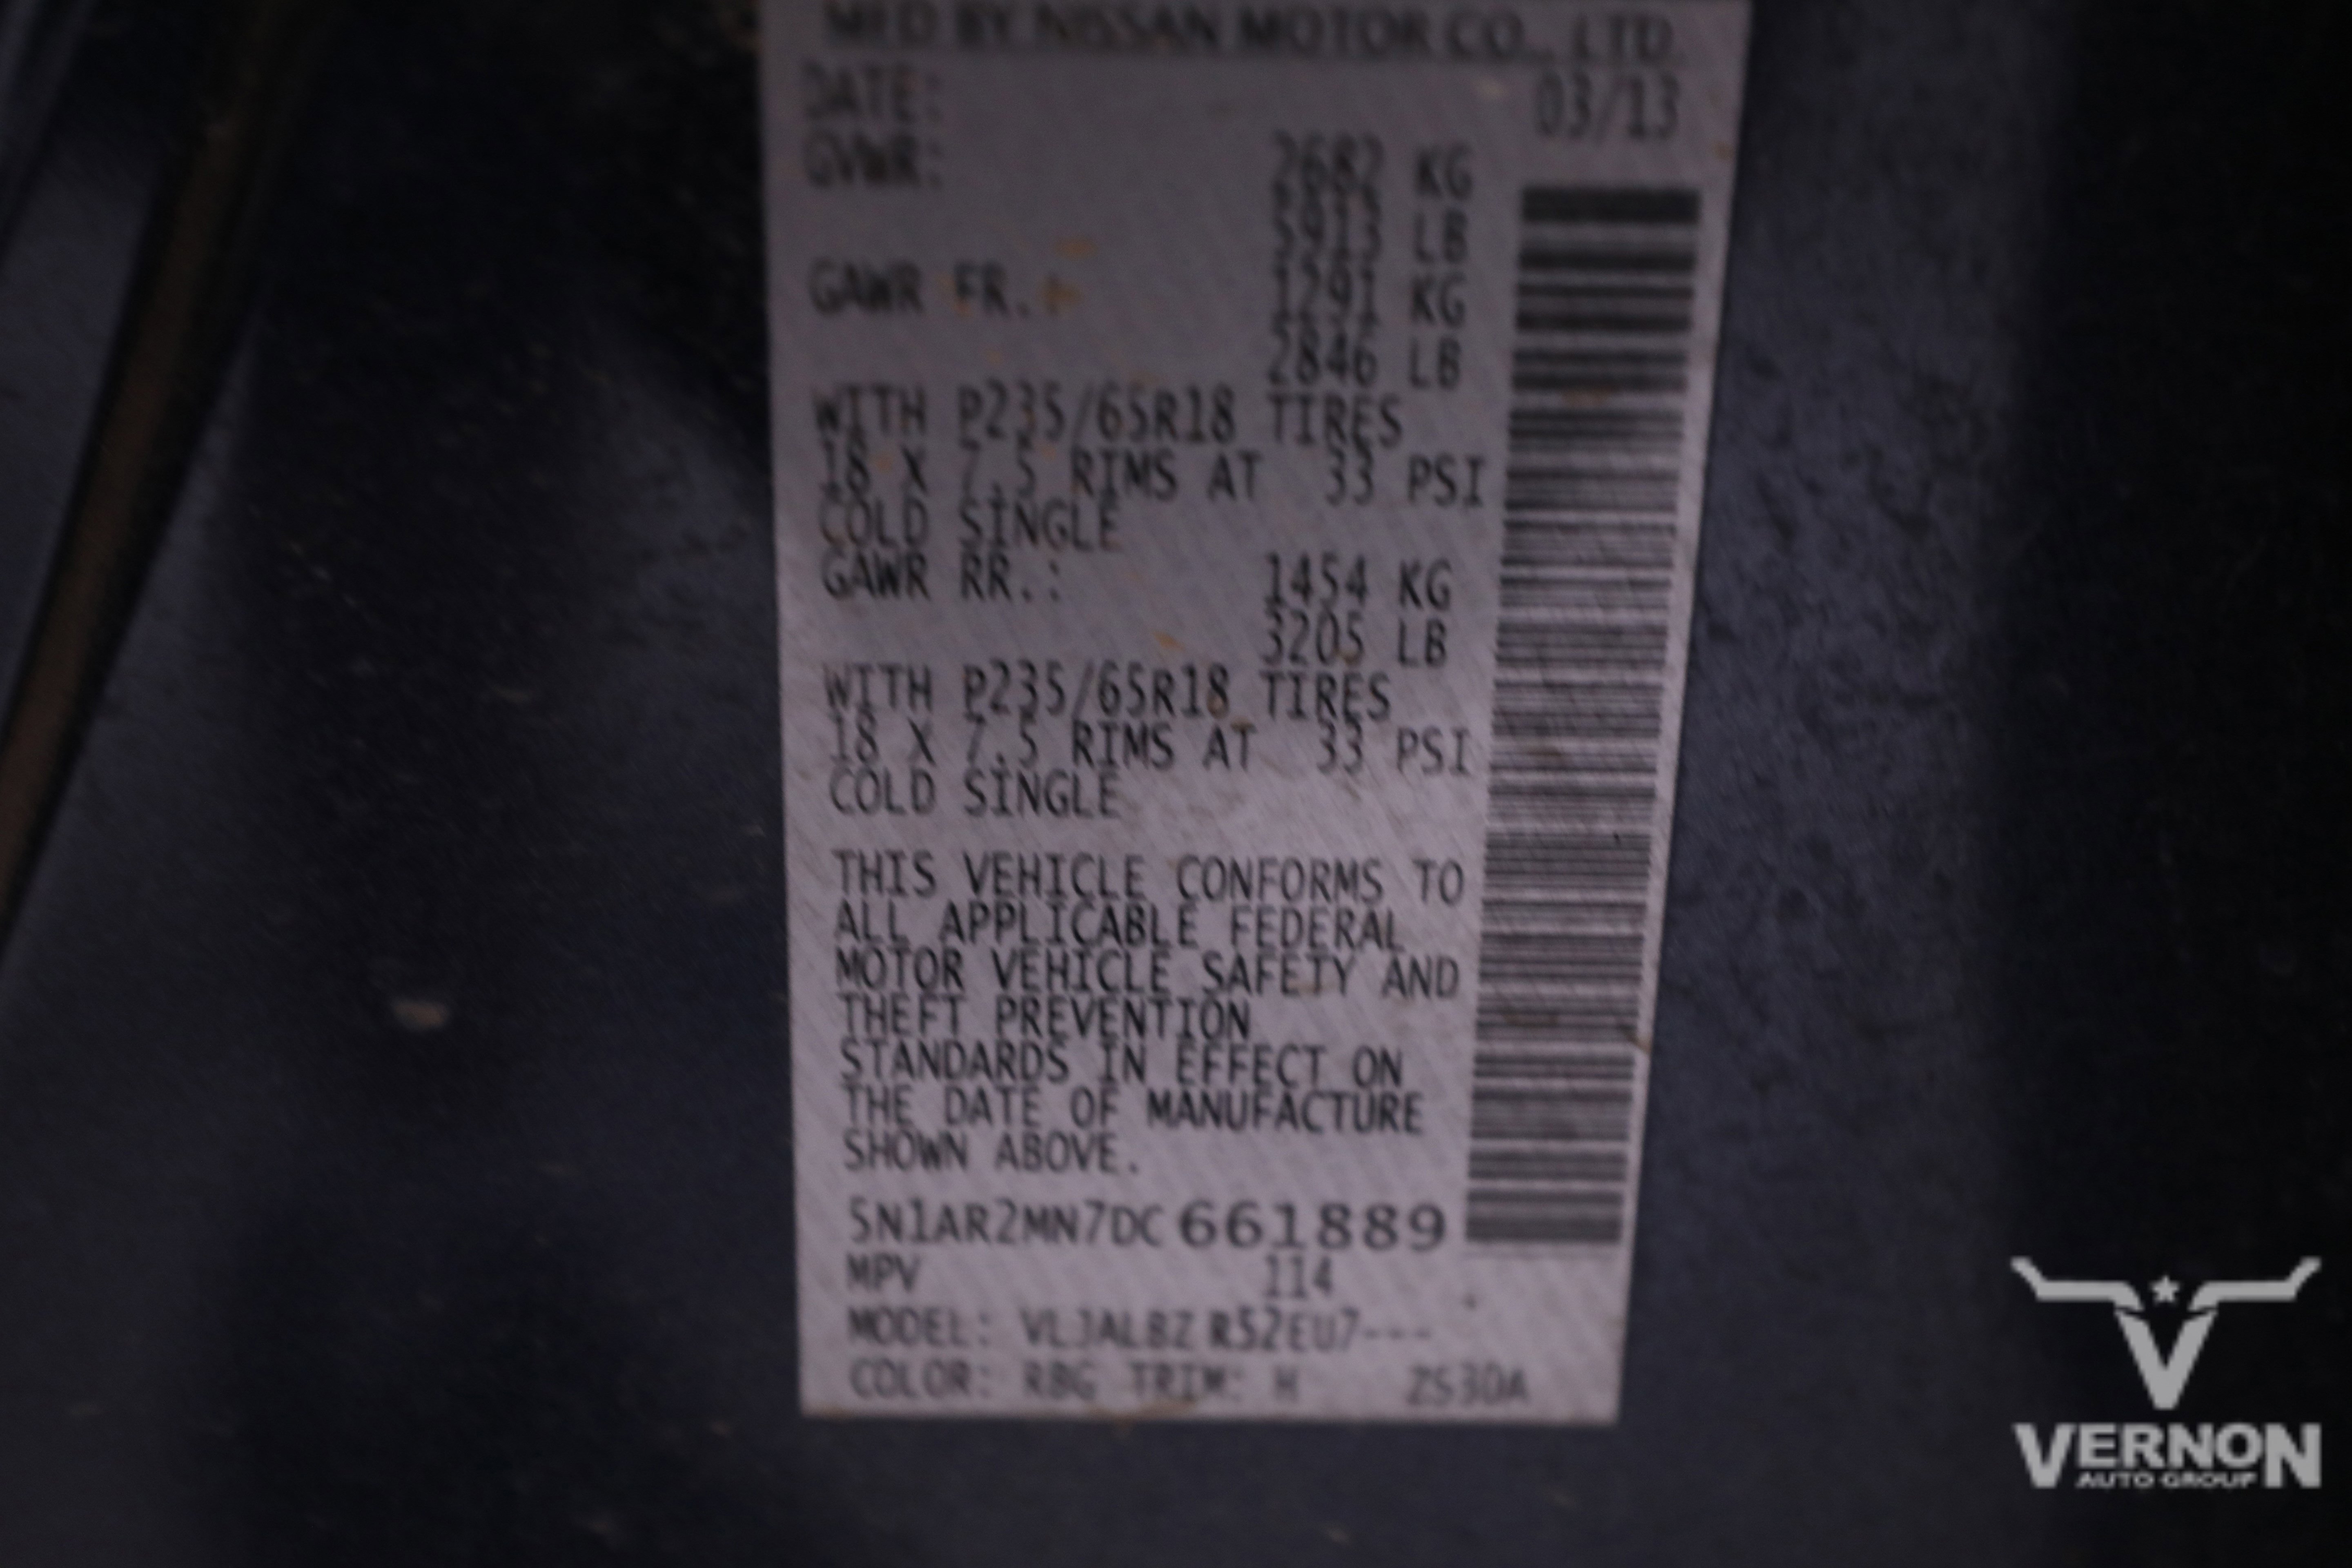 MFD BY NISSAN MOTOR CO., LTD.
DATE: 03/13
GVWR: 2682 KG
5913 LB
GAWR FR.: 1291 KG
2846 LB
WITH P235/65R18 TIRES
18 X 7.5 RIMS AT 33 PSI
COLD SINGLE
GAWR RR.: 1454 KG
3205 LB
WITH P235/65R18 TIRES
18 X 7.5 RIMS AT 33 PSI
COLD SINGLE
THIS VEHICLE CONFORMS TO
ALL APPLICABLE FEDERAL
MOTOR VEHICLE SAFETY AND
THEFT PREVENTION
STANDARDS IN EFFECT ON
THE DATE OF MANUFACTURE
SHOWN ABOVE.
5N1AR2MN7DC661889
MPV 114
MODEL: VLJALBZ R52EU7---
COLOR: RBG TRIM: H ZS30A
VERNON
AUTO GROUP